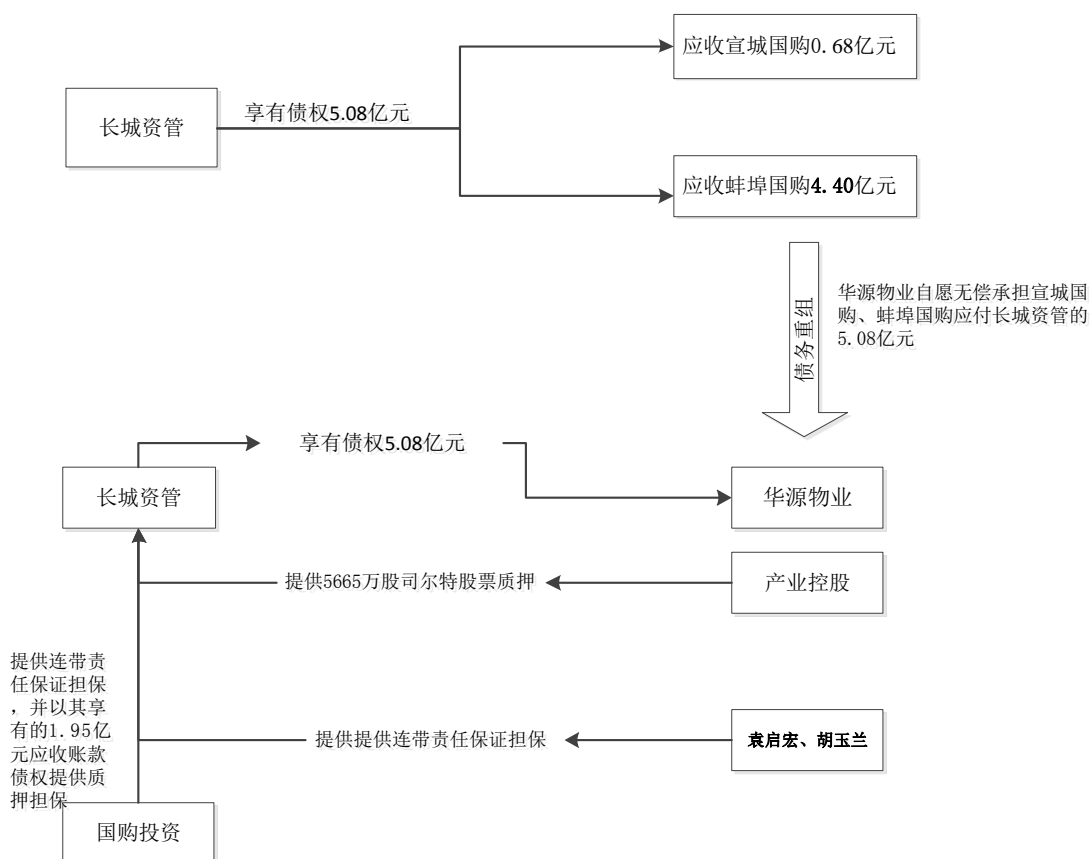 应收宣城国购0.68亿元
长城资管
享有债权5.08亿元
应收蚌埠国购4.40亿元
债务重组
华源物业自愿无偿承担宣城国
购、蚌埠国购应付长城资管的
5.08亿元
享有债权5.08亿元
长城资管
华源物业
提供5665万股司尔特股票质押
产业控股
提供连带责
任保证担保
，并以其享
有的1.95亿
元应收账款
债权提供质
押担保
提供提供连带责任保证担保
袁启宏、胡玉兰
国购投资